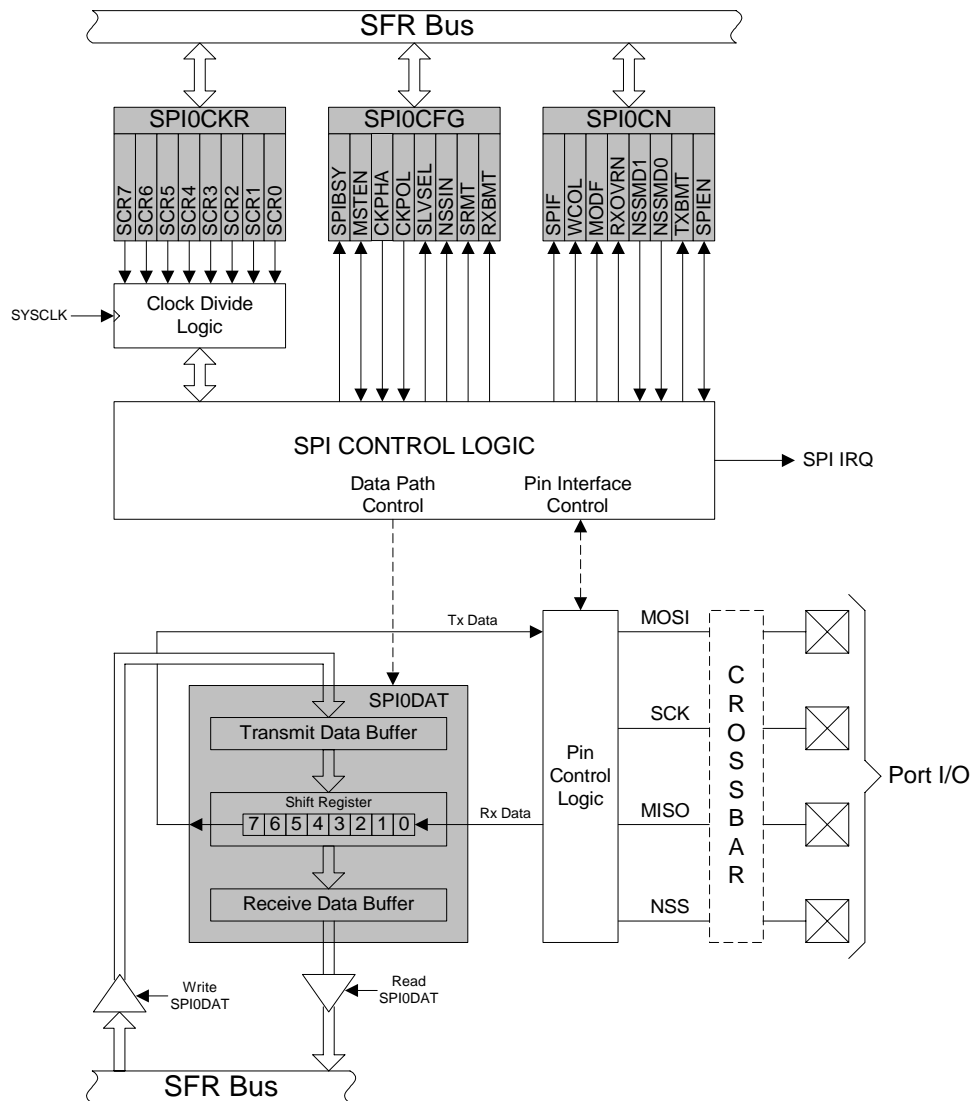 SFR Bus
SPI0CKR
SCR7
SCR6
SCR5
SCR4
SCR3
SCR2
SCR1
SCR0
SPI0CFG
SPIBSY
MSTEN
CKPHA
CKPOL
SLVSEL
NSSIN
SRMT
RXBMT
SPI0CN
SPIF
WCOL
MODF
RXOVRN
NSSMD1
NSSMD0
TXBMT
SPIEN
SYSCLK
Clock Divide
Logic
SPI CONTROL LOGIC
Data Path
Control
Pin Interface
Control
SPI IRQ
Tx Data
SPI0DAT
Transmit Data Buffer
Shift Register
7 6 5 4 3 2 1 0
Rx Data
Receive Data Buffer
Pin
Control
Logic
MOSI
SCK
MISO
NSS
CROSSBAR
Port I/O
Write
SPI0DAT
Read
SPI0DAT
SFR Bus